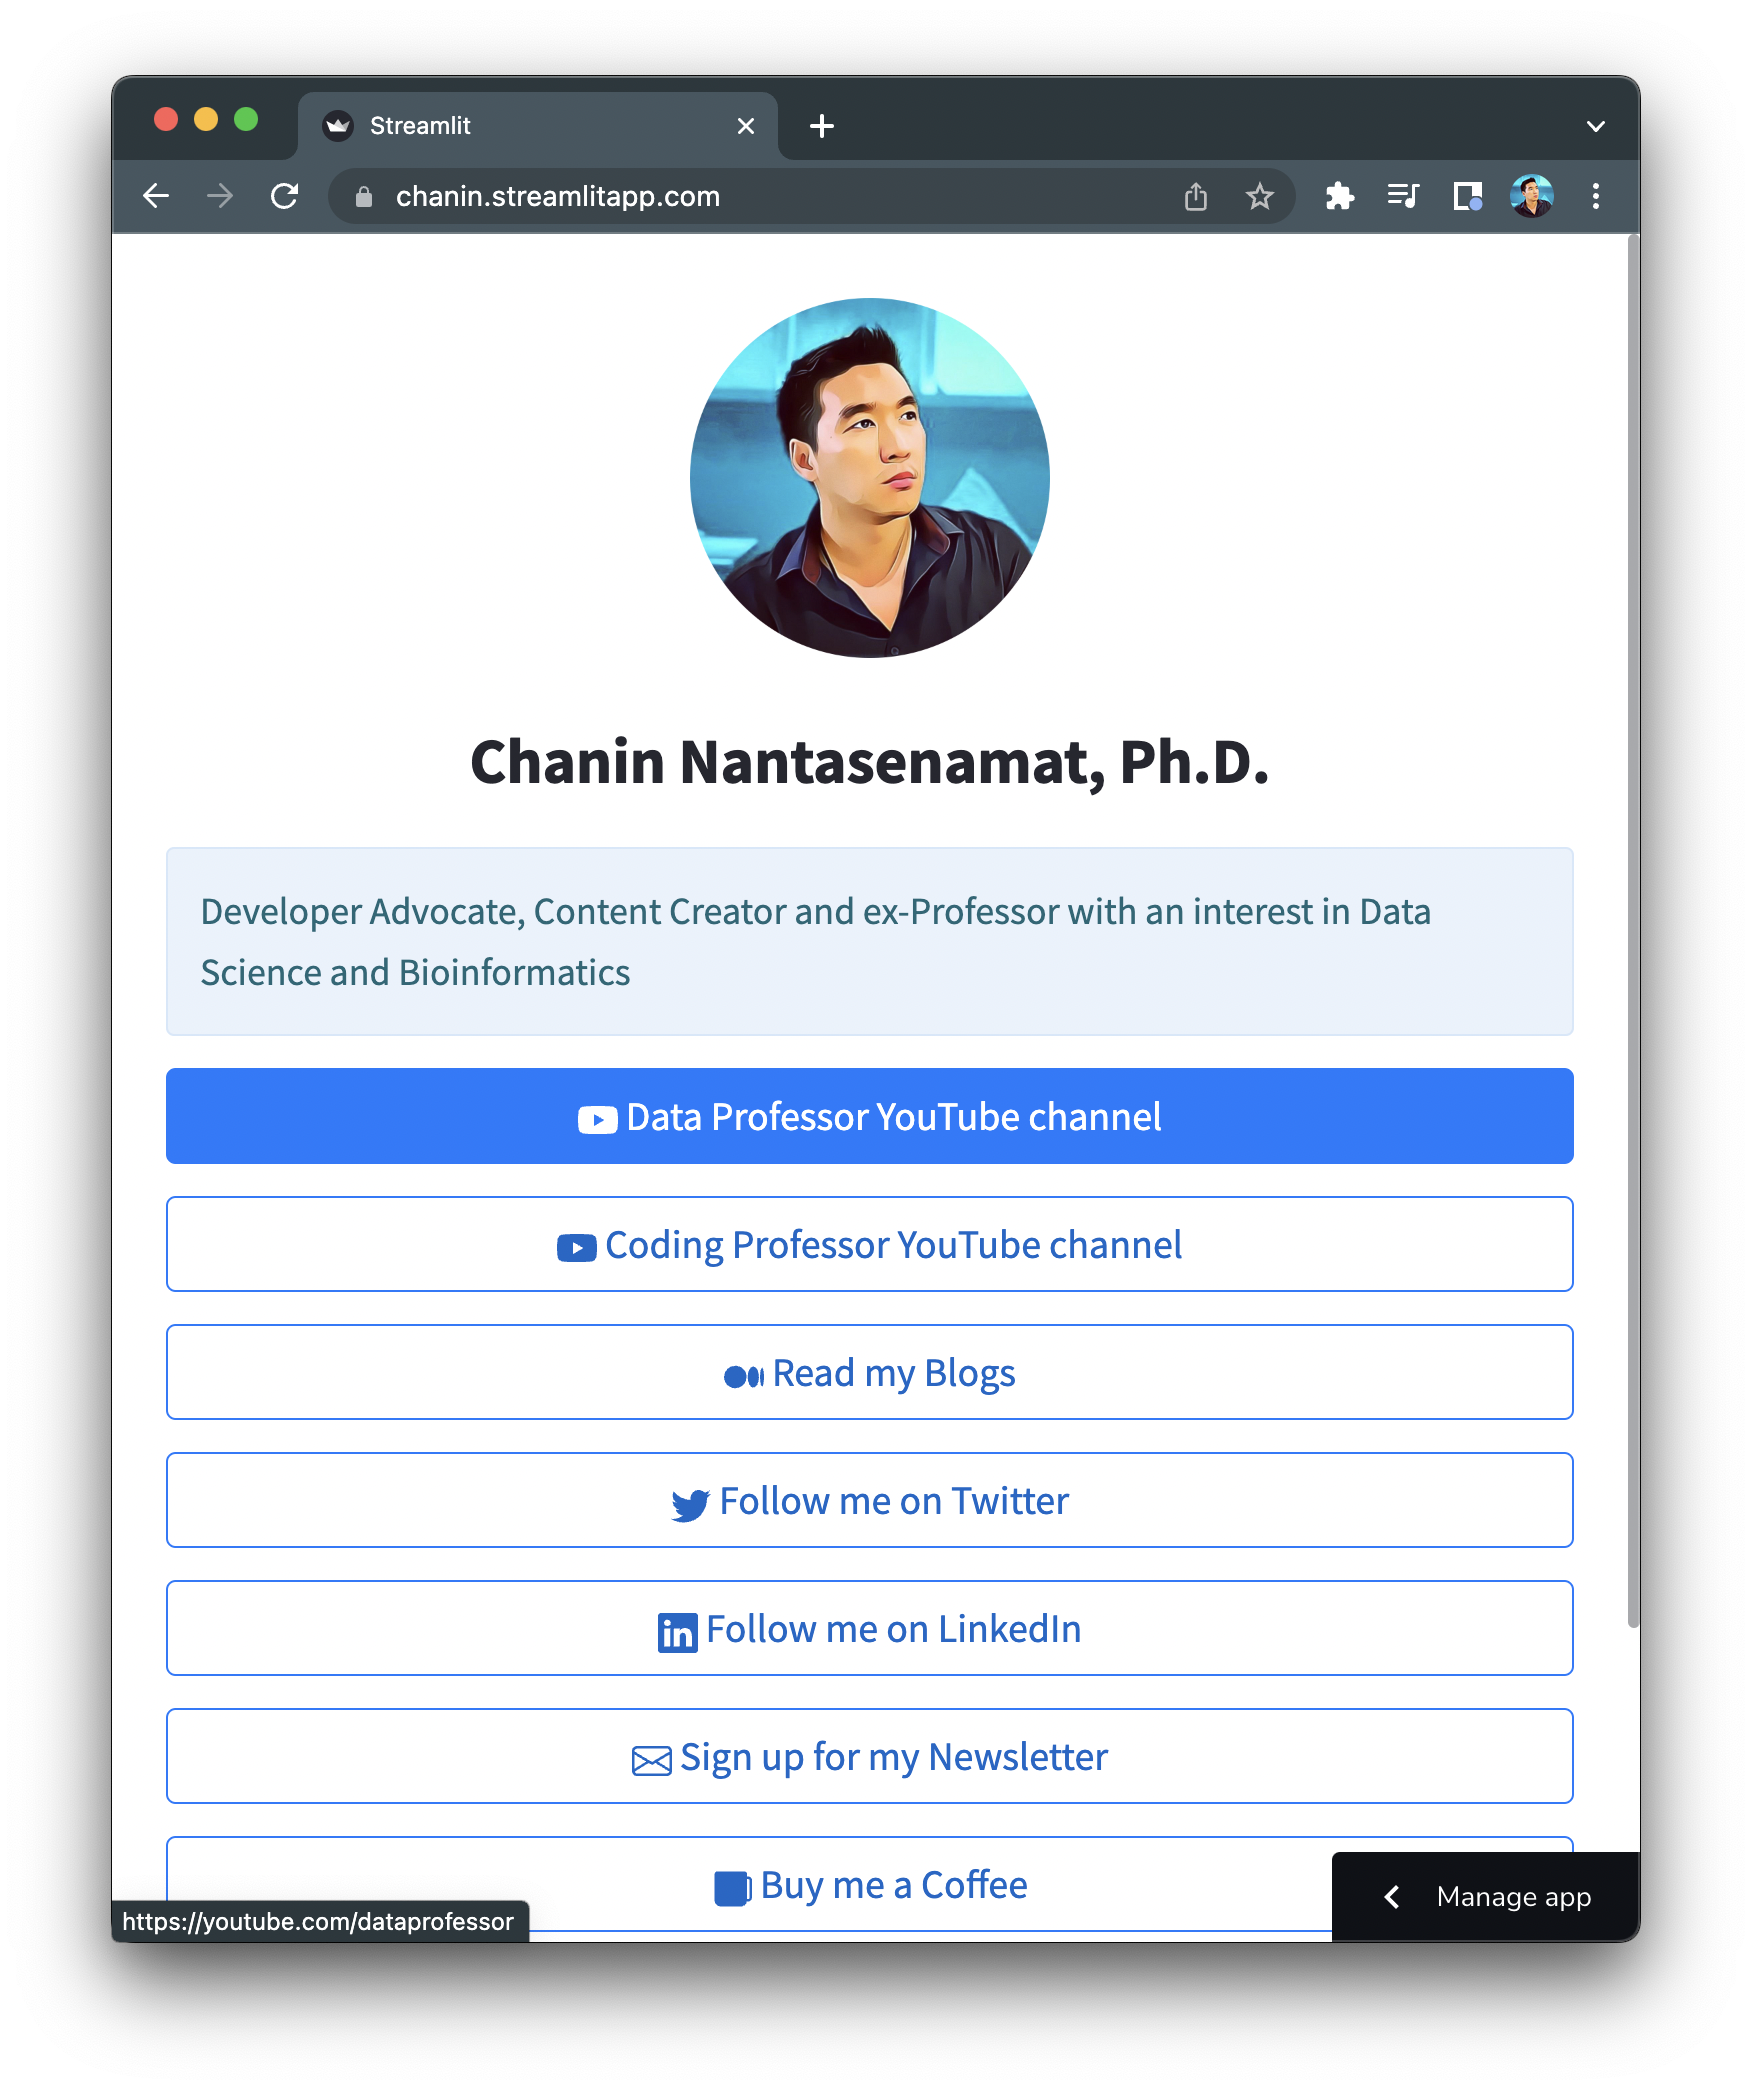 Streamlit
chanin.streamlitapp.com
Chanin Nantasenamat, Ph.D.
Developer Advocate, Content Creator and ex-Professor with an interest in Data
Science and Bioinformatics
Data Professor YouTube channel
Coding Professor YouTube channel
Read my Blogs
Follow me on Twitter
in Follow me on LinkedIn
Sign up for my Newsletter
Buy me a Coffee
https://youtube.com/dataprofessor
Manage app